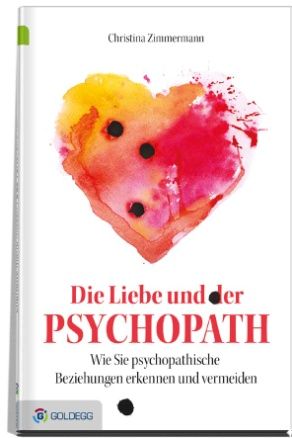 Christina Zimmermann
Die Liebe und der
PSYCHOPATH
Wie Sie psychopathische
Beziehungen erkennen und vermeiden
GOLDEGG